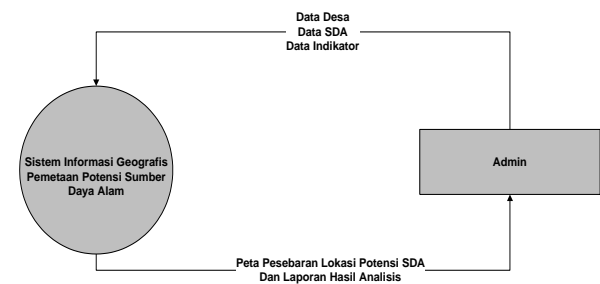 Data Desa
Data SDA
Data Indikator
Sistem Informasi Geografis
Pemetaan Potensi Sumber
Daya Alam
Admin
Peta Pesebaran Lokasi Potensi SDA
Dan Laporan Hasil Analisis